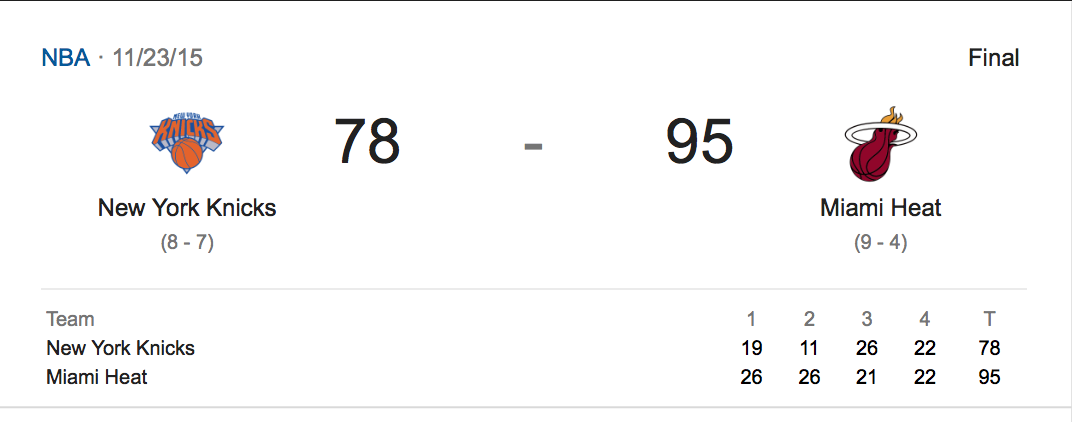 NBA · 11/23/15 Final
NEW YORK
KNICKS
78 - 95
New York Knicks Miami Heat
(8 - 7) (9 - 4)
Team 1 2 3 4 T
New York Knicks 19 11 26 22 78
Miami Heat 26 26 21 22 95